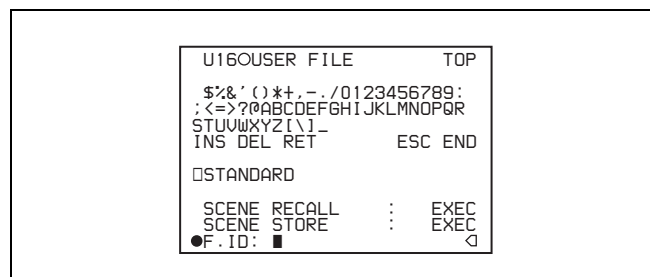 U16○USER FILE TOP
$%&'()*+,-./0123456789:
;<=>?@ABCDEFGHIJKLMNOPQR
STUVWXYZ[\]_
INS DEL RET ESC END
□STANDARD
SCENE RECALL : EXEC
SCENE STORE : EXEC
●F.ID: ■